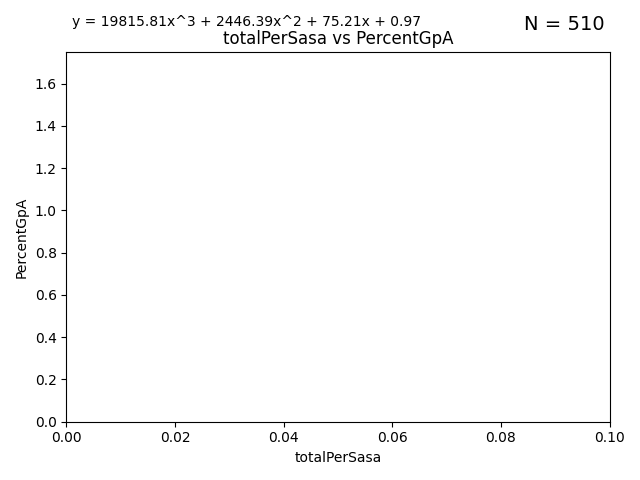 y = 19815.81x^3 + 2446.39x^2 + 75.21x + 0.97
N = 510
totalPerSasa vs PercentGpA
1.6
1.4
1.2
1.0
0.8
0.6
0.4
0.2
0.0
PercentGpA
0.00 0.02 0.04 0.06 0.08 0.10
totalPerSasa